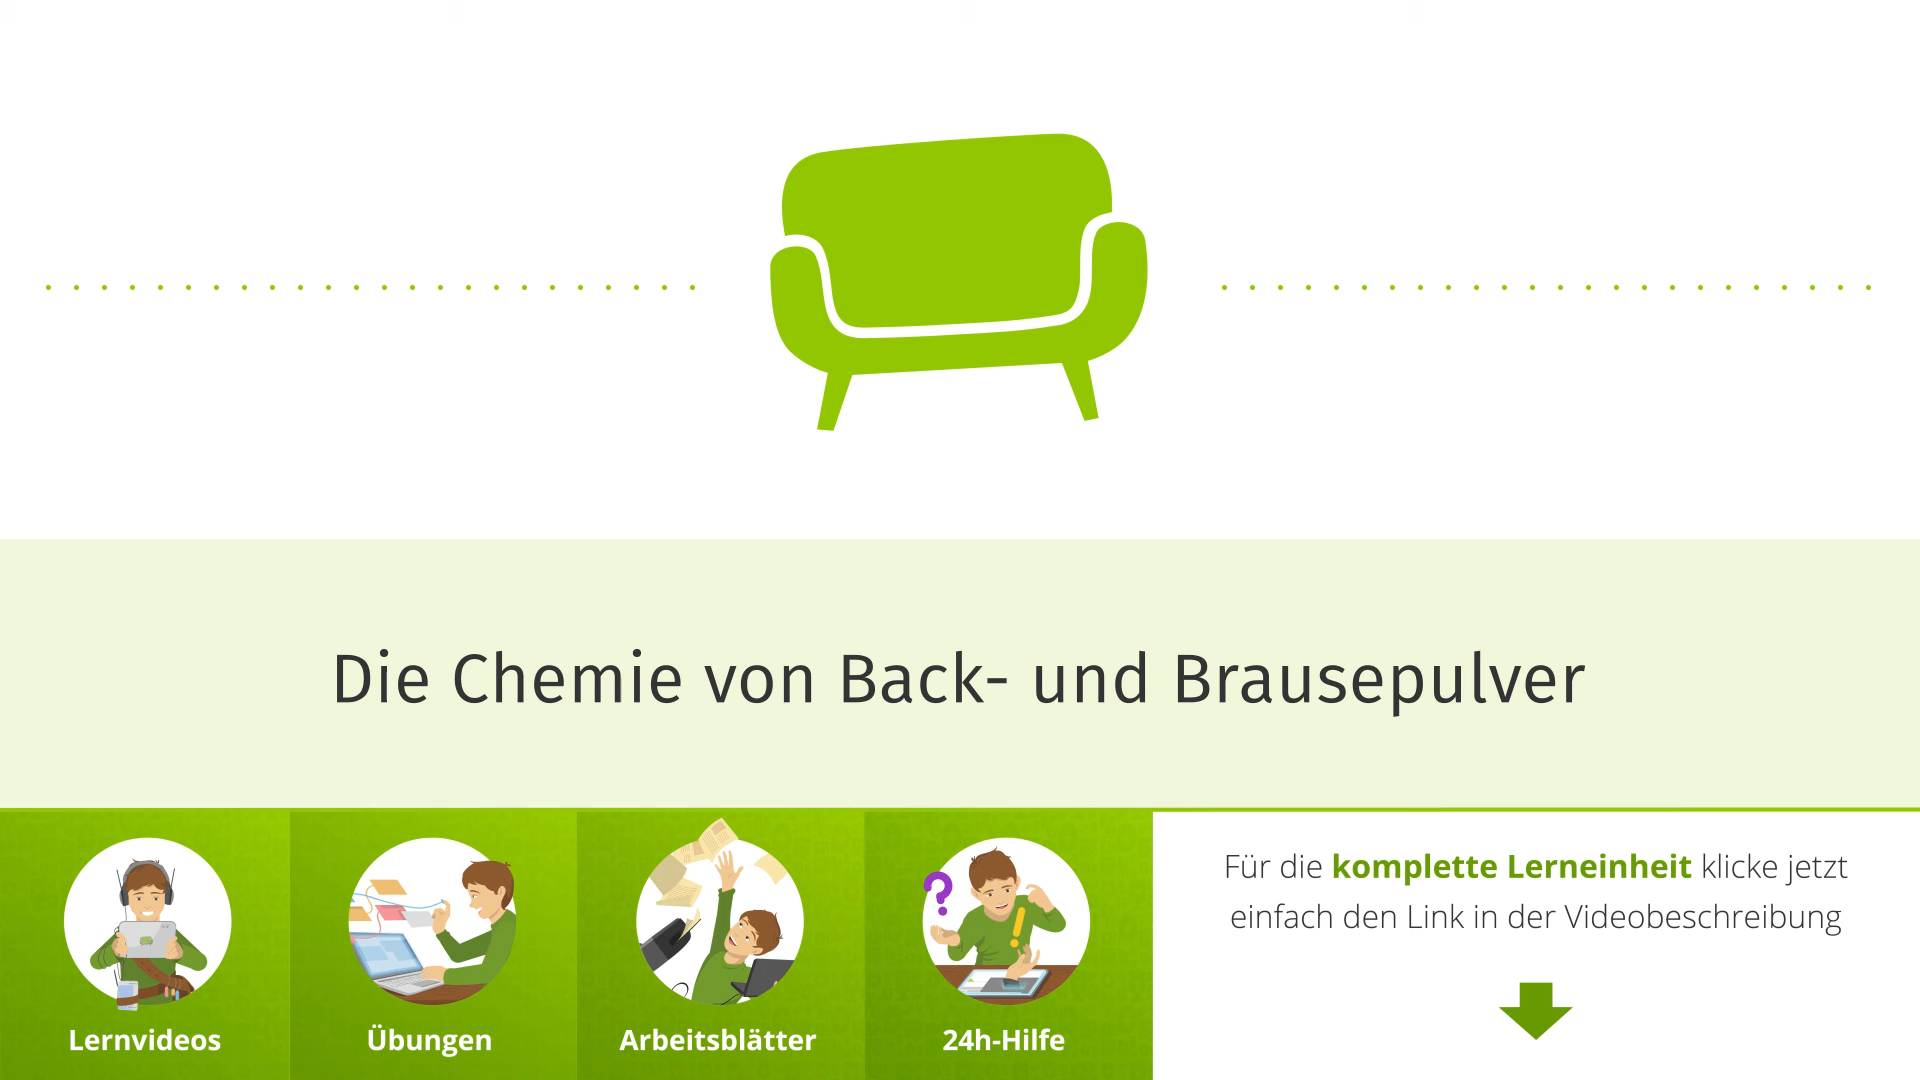 Die Chemie von Back- und Brausepulver
Für die komplette Lerneinheit klicke jetzt
einfach den Link in der Videobeschreibung
Lernvideos
Übungen
Arbeitsblätter
24h-Hilfe